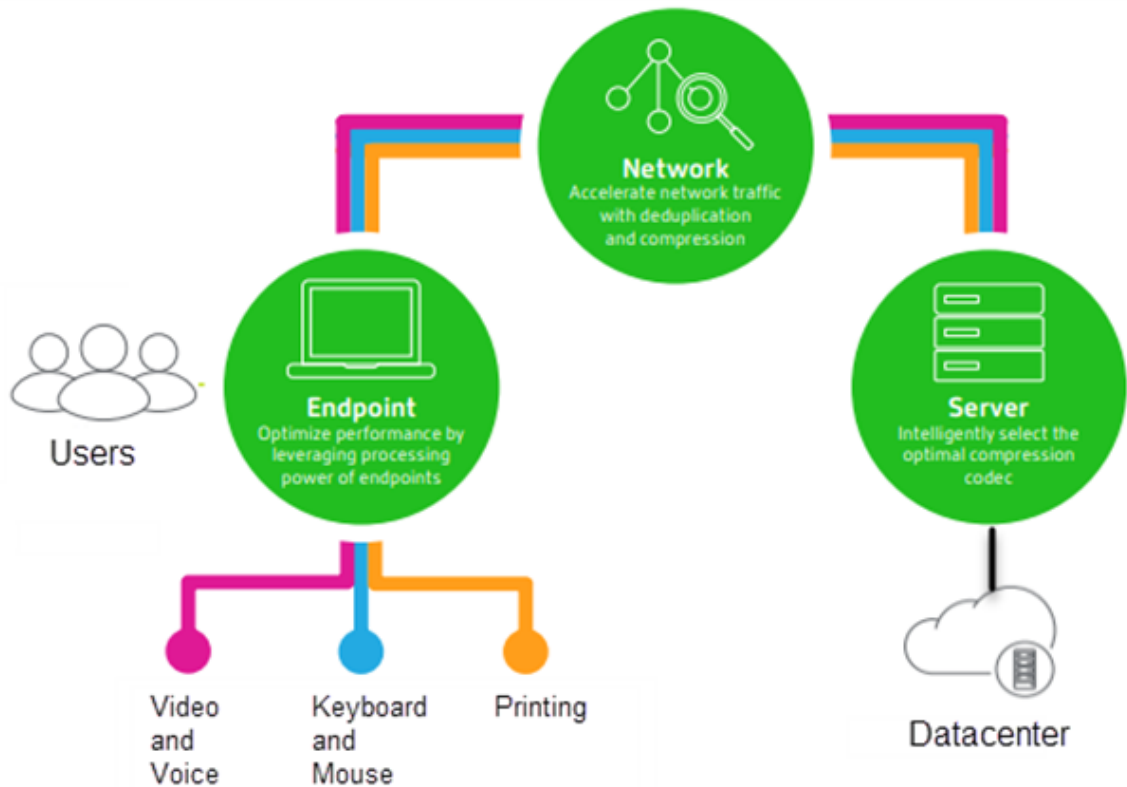 Network
Accelerate network traffic
with deduplication
and compression
Endpoint
Optimize performance by
leveraging processing
power of endpoints
Server
Intelligently select the
optimal compression
codec
Users
Video
and
Voice
Keyboard
and
Mouse
Printing
Datacenter